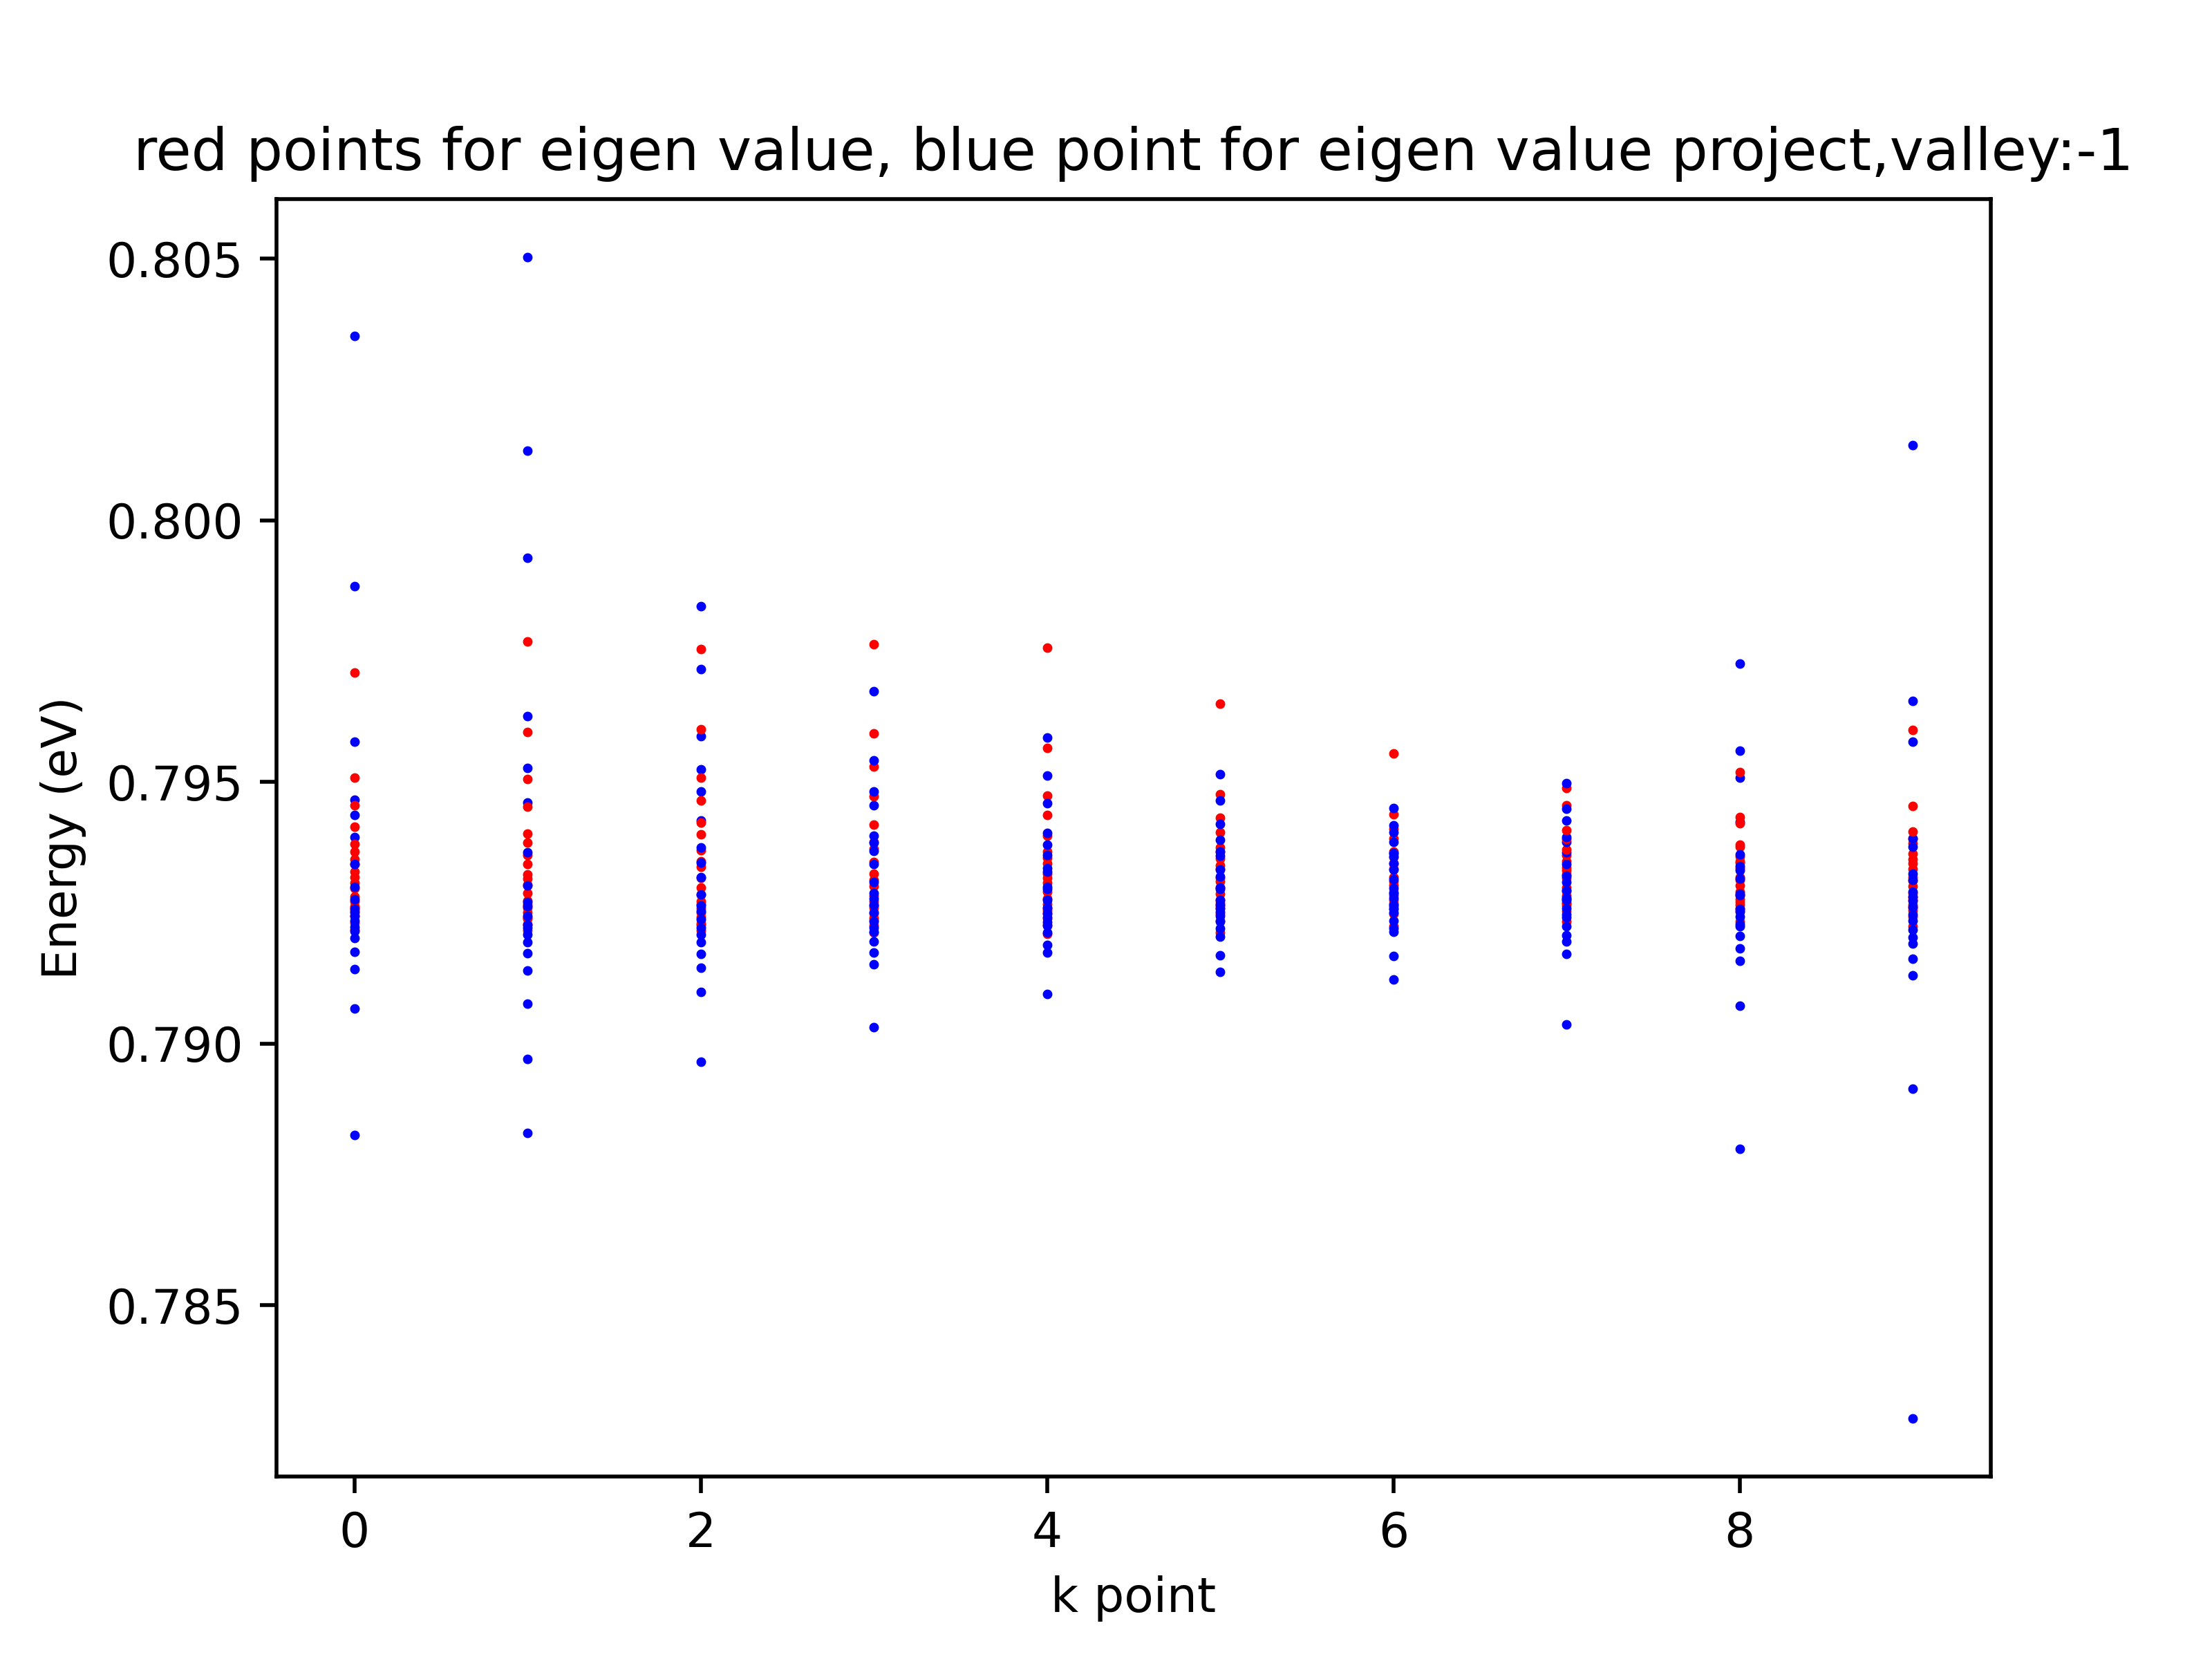 red points for eigen value, blue point for eigen value project,valley:-1
0.805
0.800
0.795
0.790
0.785
Energy (eV)
0 2 4 6 8
k point